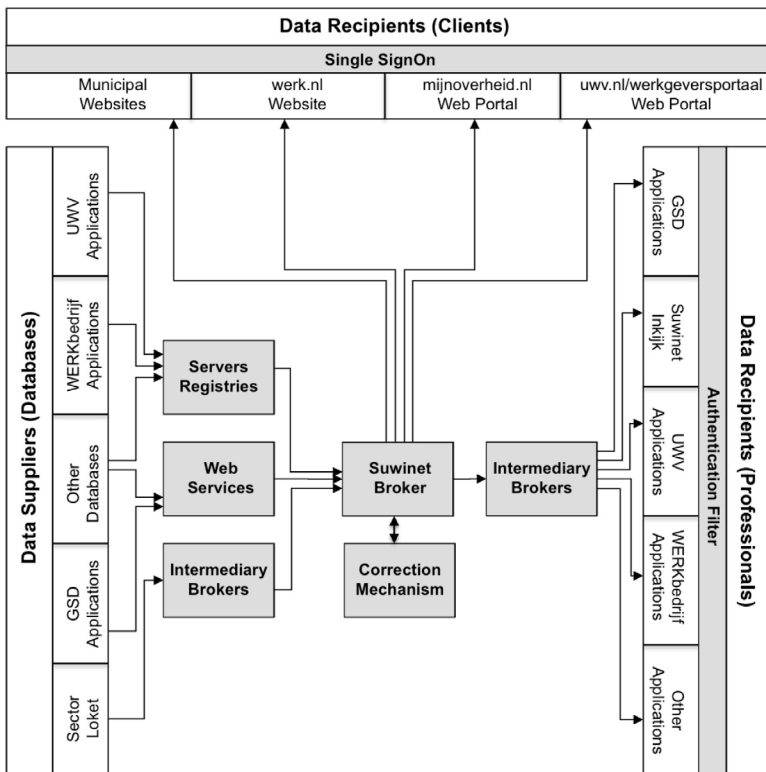 Data Recipients (Clients)
Single SignOn
Municipal
Websites
werk.nl
Website
mijnoverheid.nl
Web Portal
uwv.nl/werkgeversportaal
Web Portal
Data Suppliers (Databases)
UWV
Applications
WERKbedrijf
Applications
Other
Databases
GSD
Applications
Sector
Loket
Servers
Registries
Web
Services
Intermediary
Brokers
Suwinet
Broker
Correction
Mechanism
Intermediary
Brokers
GSD
Applications
Suwinet
Inkijk
UWV
Applications
WERKbedrijf
Applications
Other
Applications
Authentication Filter
Data Recipients (Professionals)